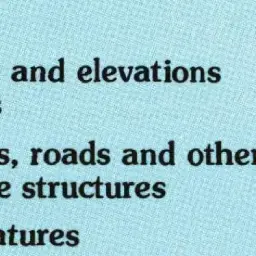 and elevations
s
s, roads and other
e structures
atures